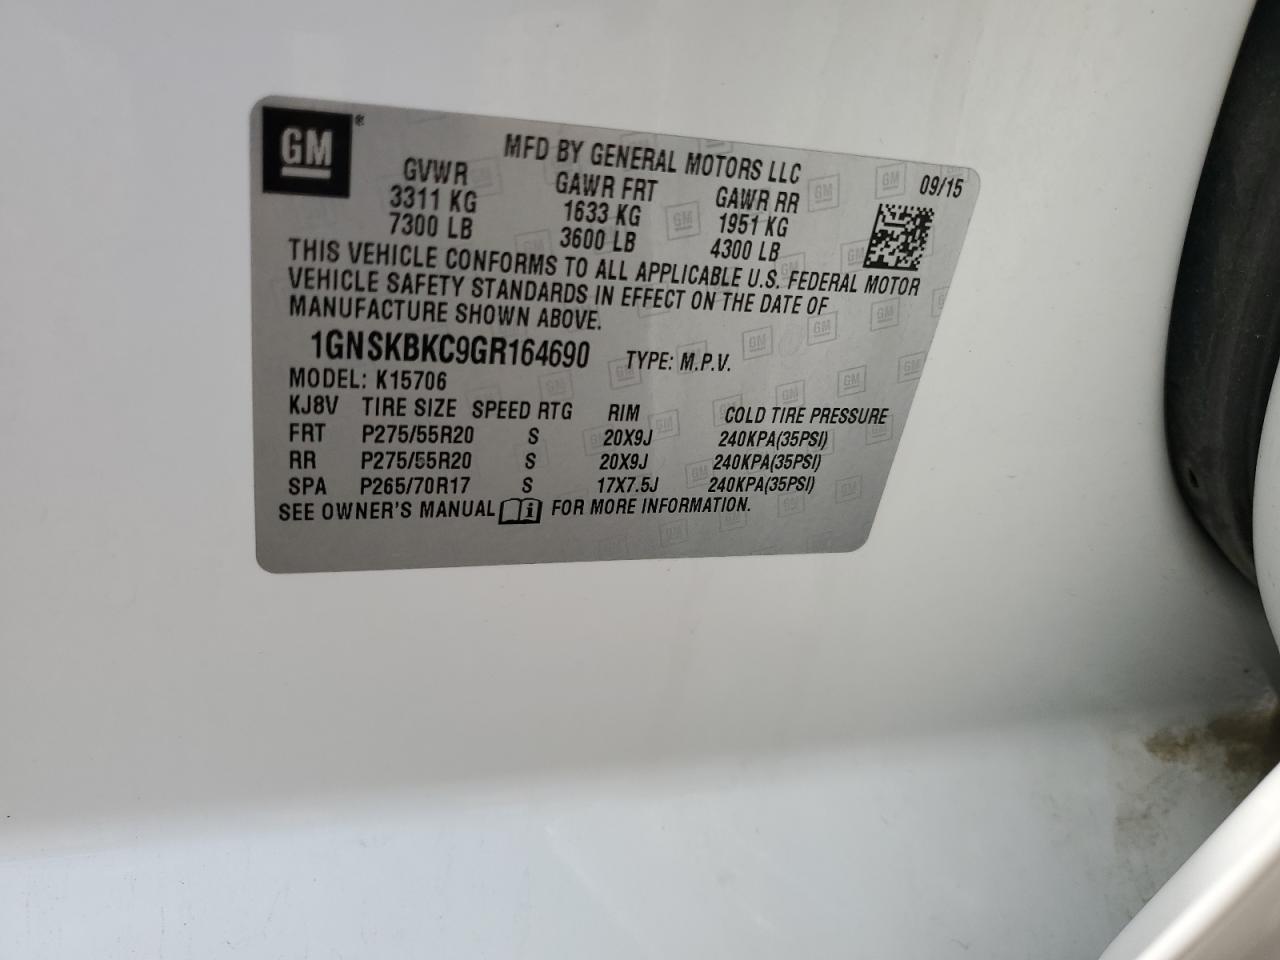 GM®
MFD BY GENERAL MOTORS LLC
09/15
GVWR GAWR FRT GAWR RR
3311 KG 1633 KG 1951 KG
7300 LB 3600 LB 4300 LB
THIS VEHICLE CONFORMS TO ALL APPLICABLE U.S. FEDERAL MOTOR
VEHICLE SAFETY STANDARDS IN EFFECT ON THE DATE OF
MANUFACTURE SHOWN ABOVE.
1GNSKBKC9GR164690 TYPE: M.P.V.
MODEL: K15706
KJ8V TIRE SIZE SPEED RTG RIM COLD TIRE PRESSURE
FRT P275/55R20 S 20X9J 240KPA(35PSI)
RR P275/55R20 S 20X9J 240KPA(35PSI)
SPA P265/70R17 S 17X7.5J 240KPA(35PSI)
SEE OWNER'S MANUAL i FOR MORE INFORMATION.